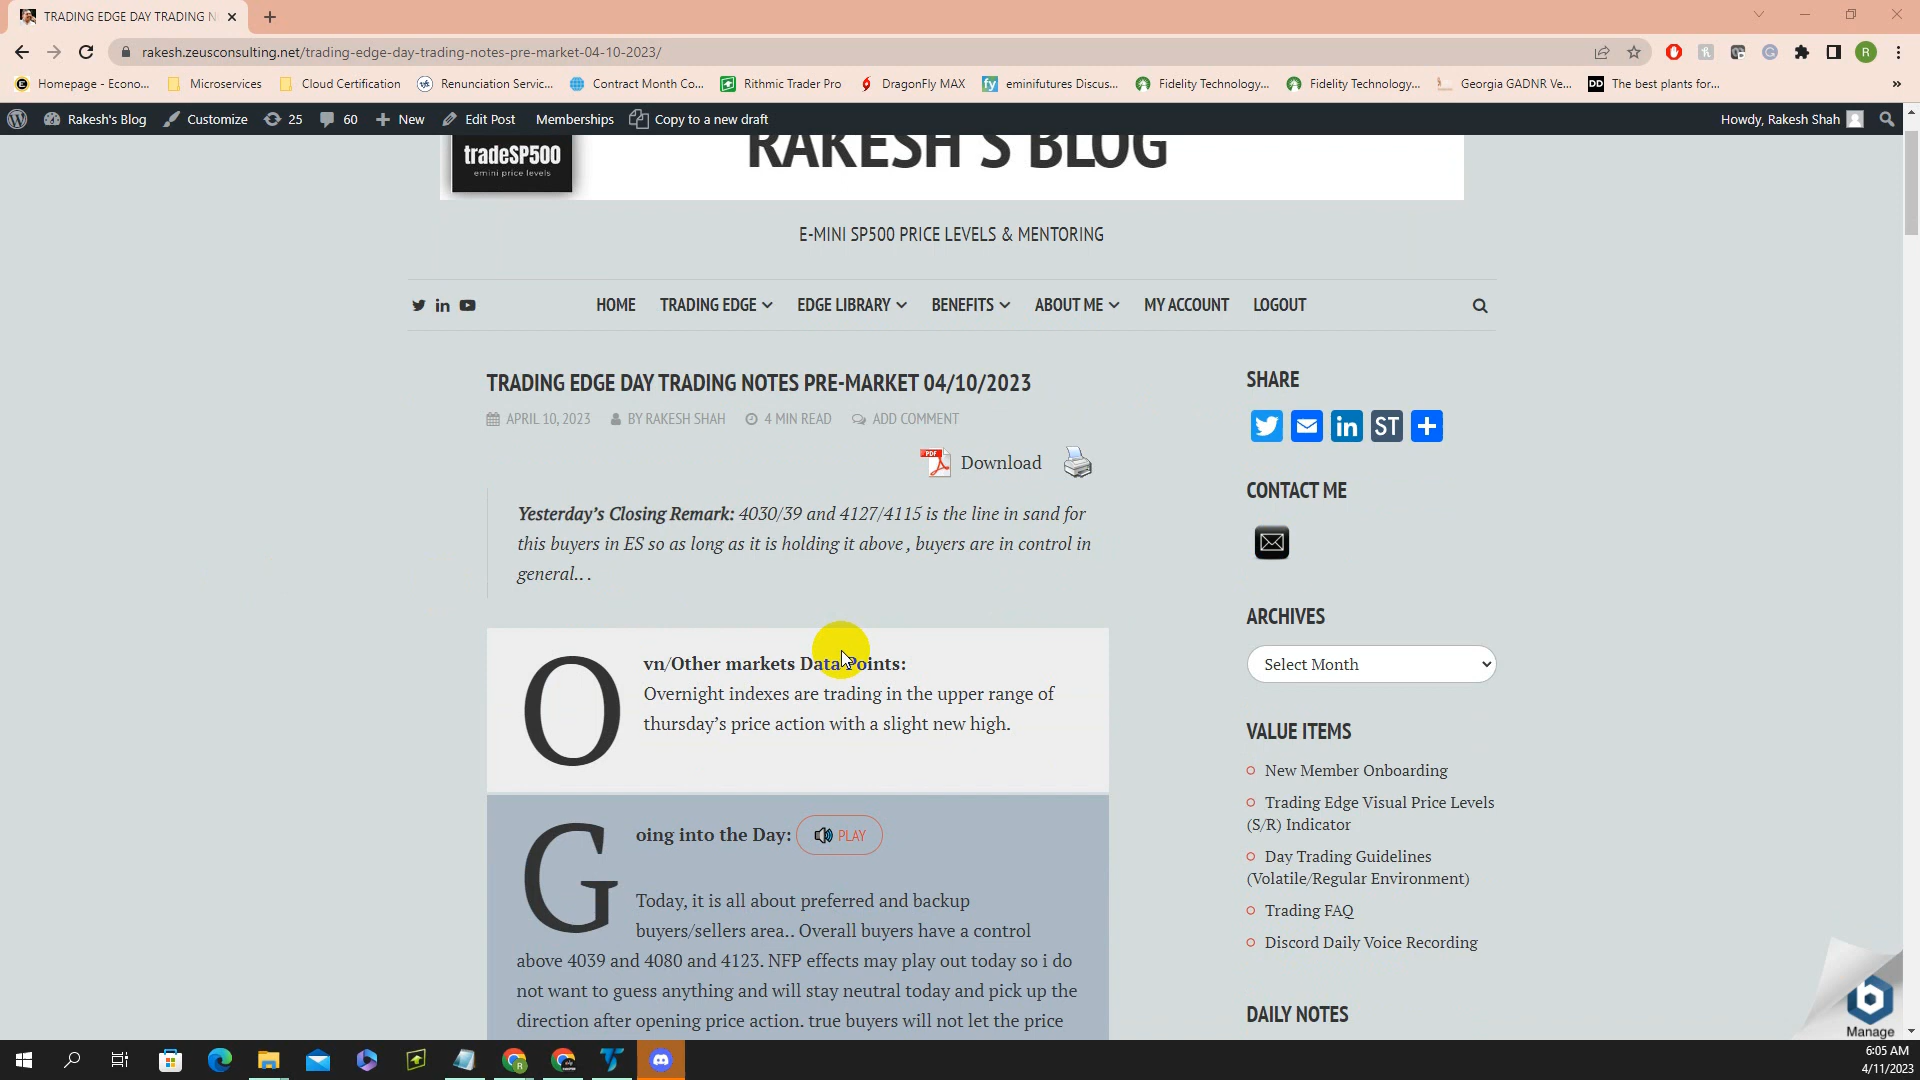 TRADING EDGE DAY TRADING N
rakesh.zeusconsulting.net/trading-edge-day-trading-notes-pre-market-04-10-2023/
Homepage - Econo...
Microservices
Cloud Certification
Renunciation Servic...
Contract Month Co...
Rithmic Trader Pro
DragonFly MAX
eminifutures Discus...
Fidelity Technology...
Fidelity Technology...
Georgia GADNR Ve...
The best plants for...
Rakesh's Blog
Customize
25
60
New
Edit Post
Memberships
Copy to a new draft
Howdy, Rakesh Shah
tradeSP500
emini price levels
RAKESH'S BLOG
E-MINI SP500 PRICE LEVELS & MENTORING
HOME
TRADING EDGE
EDGE LIBRARY
BENEFITS
ABOUT ME
MY ACCOUNT
LOGOUT
TRADING EDGE DAY TRADING NOTES PRE-MARKET 04/10/2023
APRIL 10, 2023
BY RAKESH SHAH
4 MIN READ
ADD COMMENT
PDF
Download
Yesterday's Closing Remark: 4030/39 and 4127/4115 is the line in sand for
this buyers in ES so as long as it is holding it above , buyers are in control in
general.. .
Ovn/Other markets Data Points:
Overnight indexes are trading in the upper range of
thursday's price action with a slight new high.
Going into the Day:
PLAY
Today, it is all about preferred and backup
buyers/sellers area.. Overall buyers have a control
above 4039 and 4080 and 4123. NFP effects may play out today so i do
not want to guess anything and will stay neutral today and pick up the
direction after opening price action. true buyers will not let the price
SHARE
ST
CONTACT ME
ARCHIVES
Select Month
VALUE ITEMS
New Member Onboarding
Trading Edge Visual Price Levels
(S/R) Indicator
Day Trading Guidelines
(Volatile/Regular Environment)
Trading FAQ
Discord Daily Voice Recording
DAILY NOTES
Manage
6:05 AM
4/11/2023